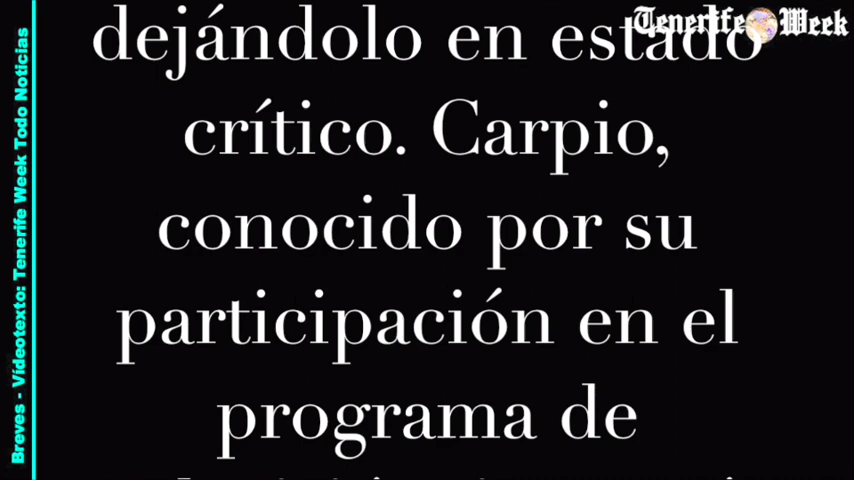 dejándolo en estado
crítico. Carpio,
conocido por su
participación en el
programa de
Tenerife Week
Breves - Vídeotexto: Tenerife Week Todo Noticias